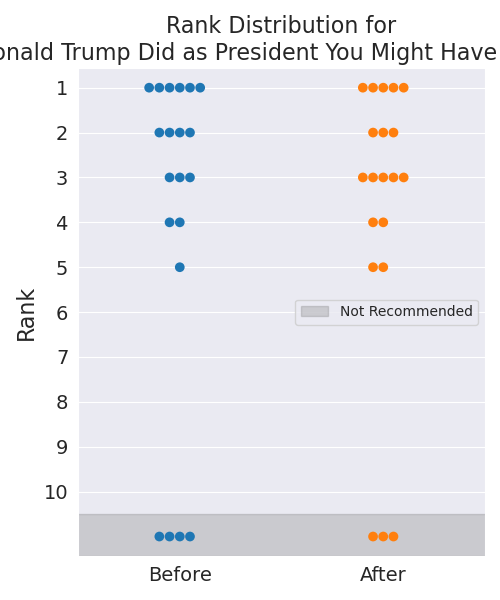 Rank Distribution for
onald Trump Did as President You Might Have
1
2
3
4
5
6
7
8
9
10
Rank
Not Recommended
Before
After